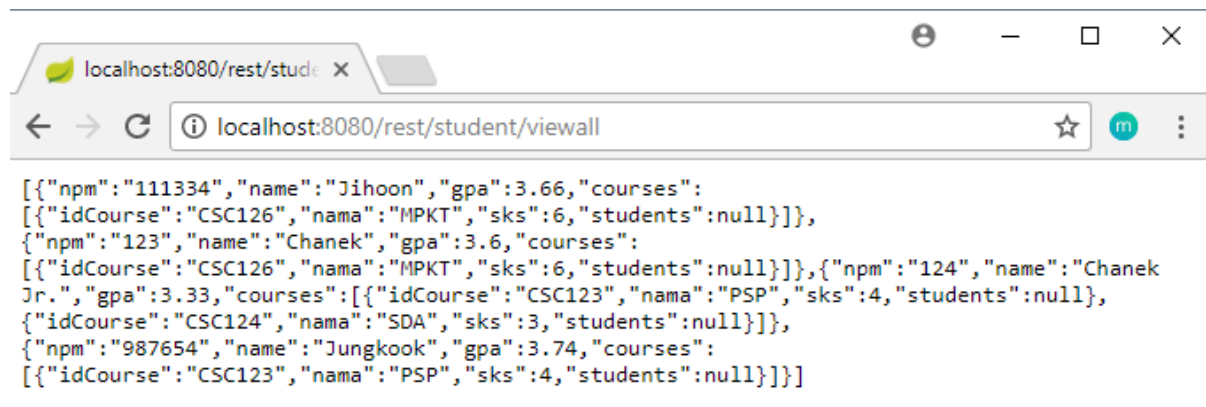 localhost:8080/rest/stude
localhost:8080/rest/student/viewall
m
[{"npm":"111334","name":"Jihoon","gpa":3.66,"courses":
[{"idCourse":"CSC126","nama":"MPKT","sks":6,"students":null}]},
{"npm":"123","name":"Chanek","gpa":3.6,"courses":
[{"idCourse":"CSC126","nama":"MPKT","sks":6,"students":null}]},{"npm":"124","name":"Chanek
Jr.","gpa":3.33,"courses":[{"idCourse":"CSC123","nama":"PSP","sks":4,"students":null},
{"idCourse":"CSC124","nama":"SDA","sks":3,"students":null}]},
{"npm":"987654","name":"Jungkook","gpa":3.74,"courses":
[{"idCourse":"CSC123","nama":"PSP","sks":4,"students":null}]}]